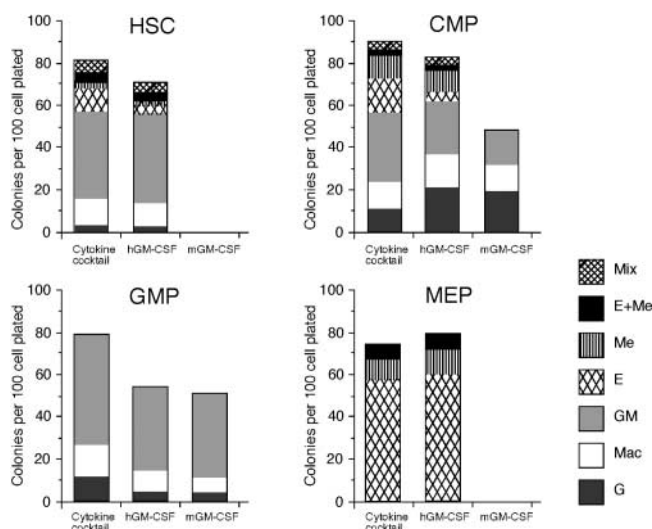 HSC
Colonies per 100 cell plated
100
80
60
40
20
0
Cytokine
cocktail
hGM-CSF
mGM-CSF
CMP
Colonies per 100 cell plated
100
80
60
40
20
0
Cytokine
cocktail
hGM-CSF
mGM-CSF
GMP
Colonies per 100 cell plated
100
80
60
40
20
0
Cytokine
cocktail
hGM-CSF
mGM-CSF
MEP
Colonies per 100 cell plated
100
80
60
40
20
0
Cytokine
cocktail
hGM-CSF
mGM-CSF
Mix
E+Me
Me
E
GM
Mac
G